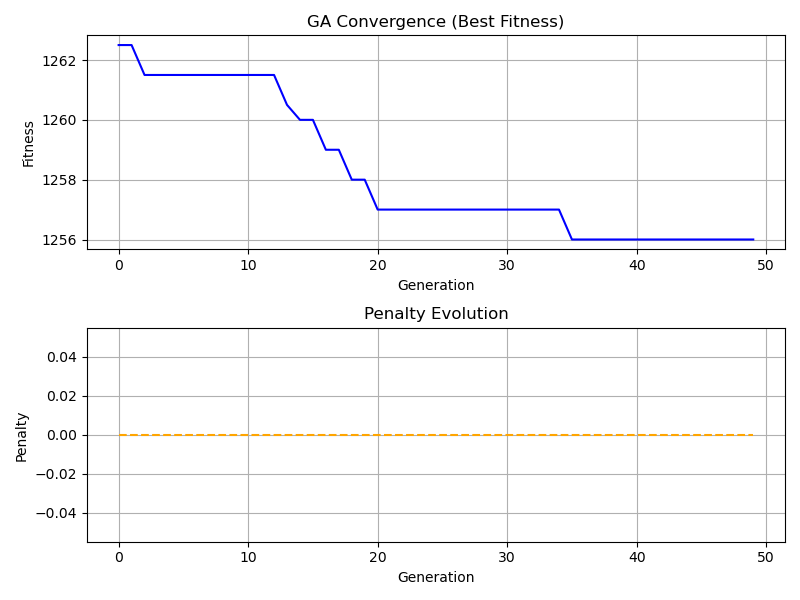 GA Convergence (Best Fitness)
1262
1260
1258
1256
Fitness
0 10 20 30 40 50
Generation
Penalty Evolution
0.04
0.02
0.00
−0.02
−0.04
Penalty
0 10 20 30 40 50
Generation